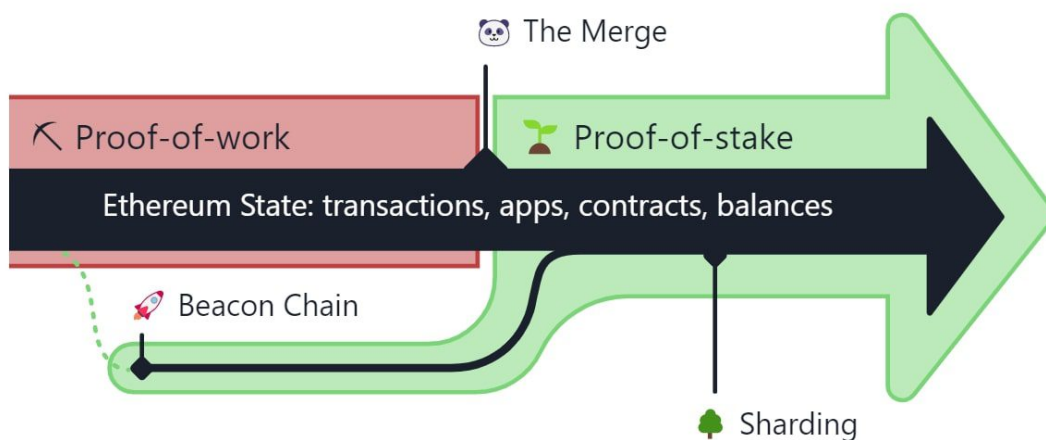 The Merge
Proof-of-work
Proof-of-stake
Ethereum State: transactions, apps, contracts, balances
Beacon Chain
Sharding